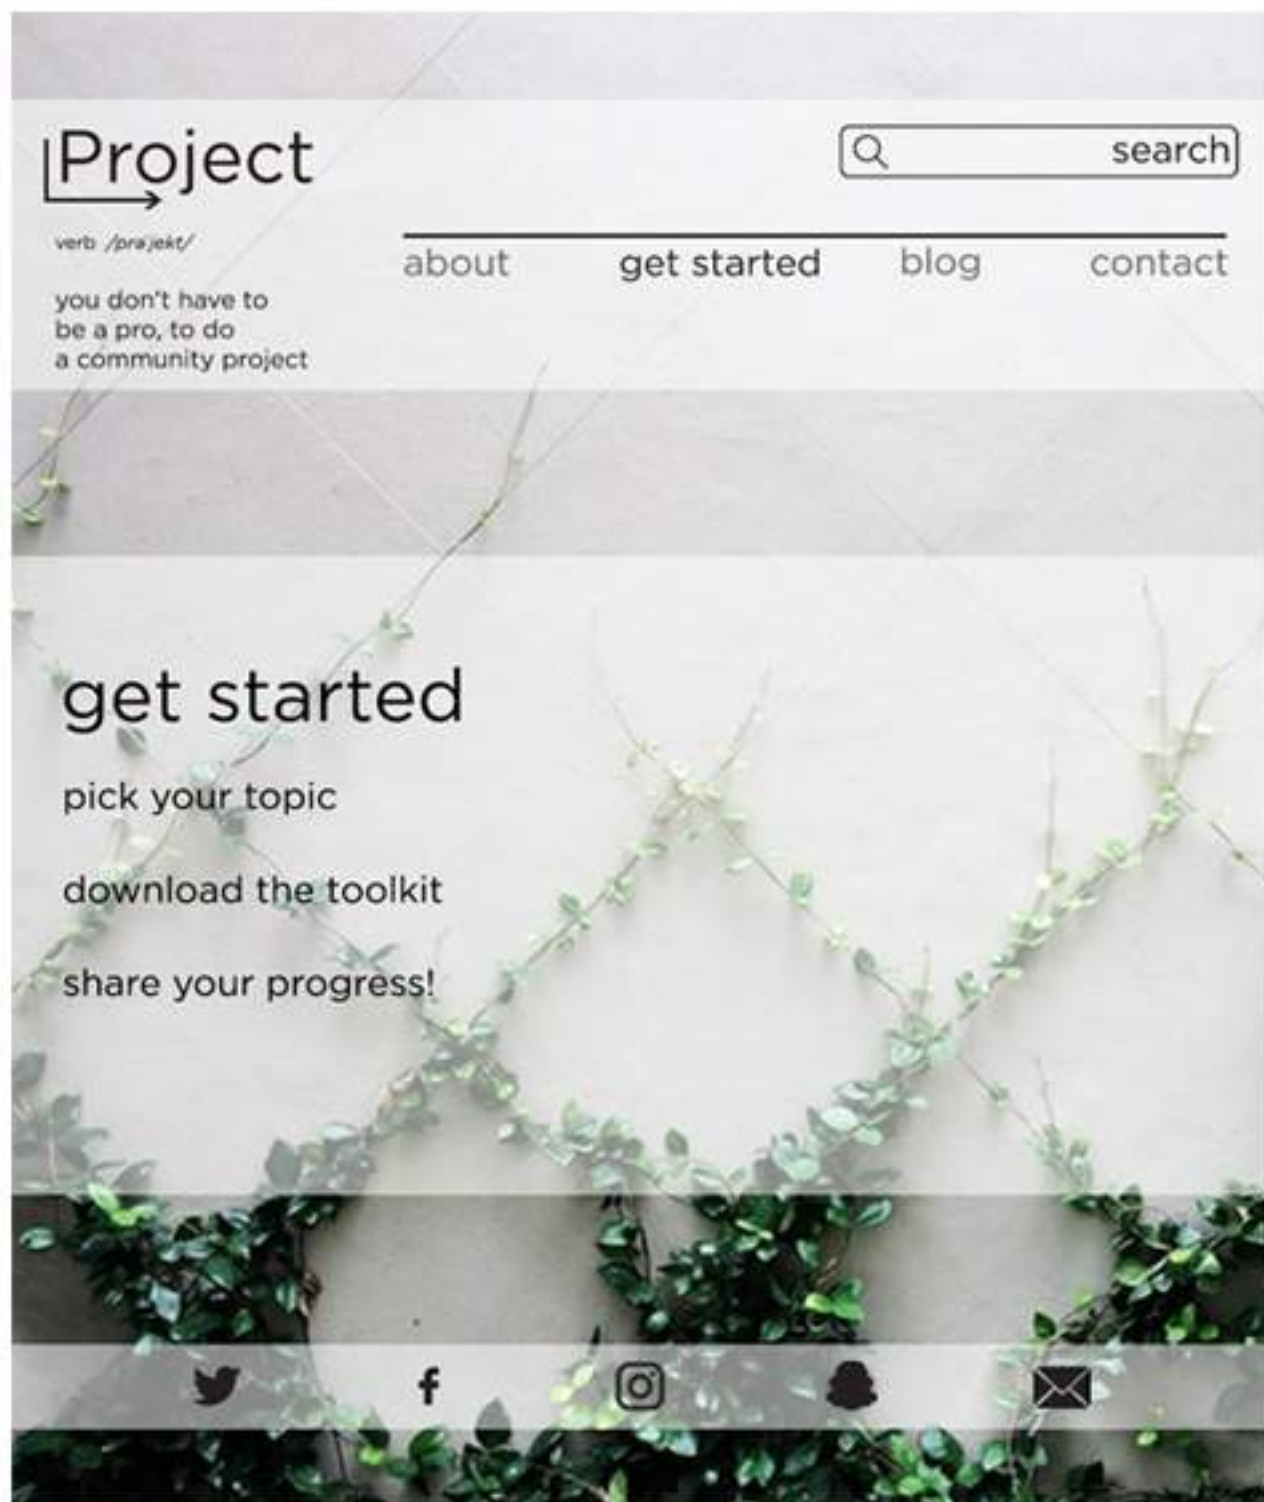 Project
search
verb /prəˈjekt/
about get started blog contact
you don't have to
be a pro, to do
a community project
get started
pick your topic
download the toolkit
share your progress!